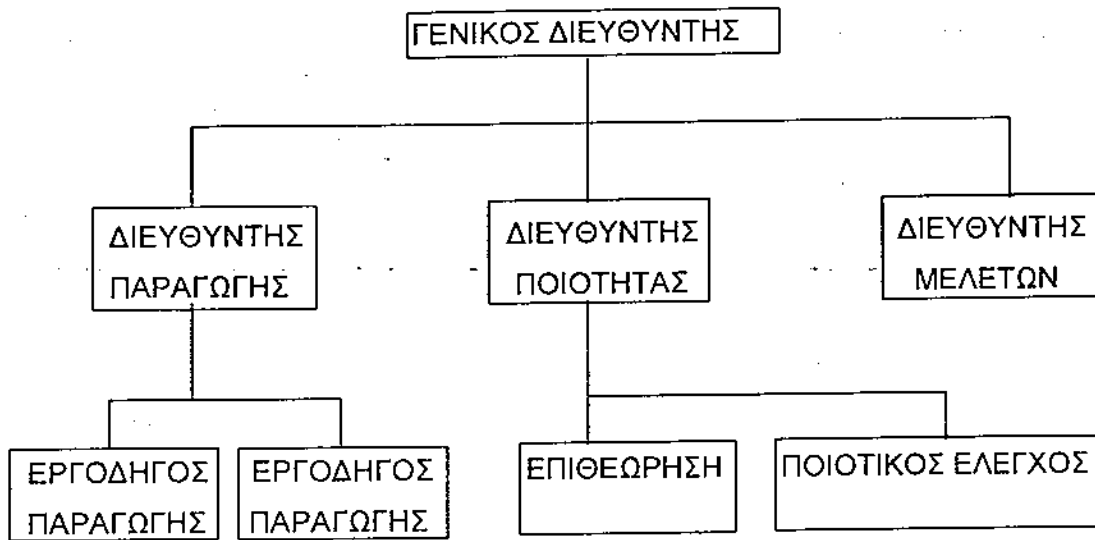 ΓΕΝΙΚΟΣ ΔΙΕΥΘΥΝΤΗΣ
ΔΙΕΥΘΥΝΤΗΣ
ΠΑΡΑΓΩΓΗΣ
ΔΙΕΥΘΥΝΤΗΣ
ΠΟΙΟΤΗΤΑΣ
ΔΙΕΥΘΥΝΤΗΣ
ΜΕΛΕΤΩΝ
ΕΡΓΟΔΗΓΟΣ
ΠΑΡΑΓΩΓΗΣ
ΕΡΓΟΔΗΓΟΣ
ΠΑΡΑΓΩΓΗΣ
ΕΠΙΘΕΩΡΗΣΗ
ΠΟΙΟΤΙΚΟΣ ΕΛΕΓΧΟΣ